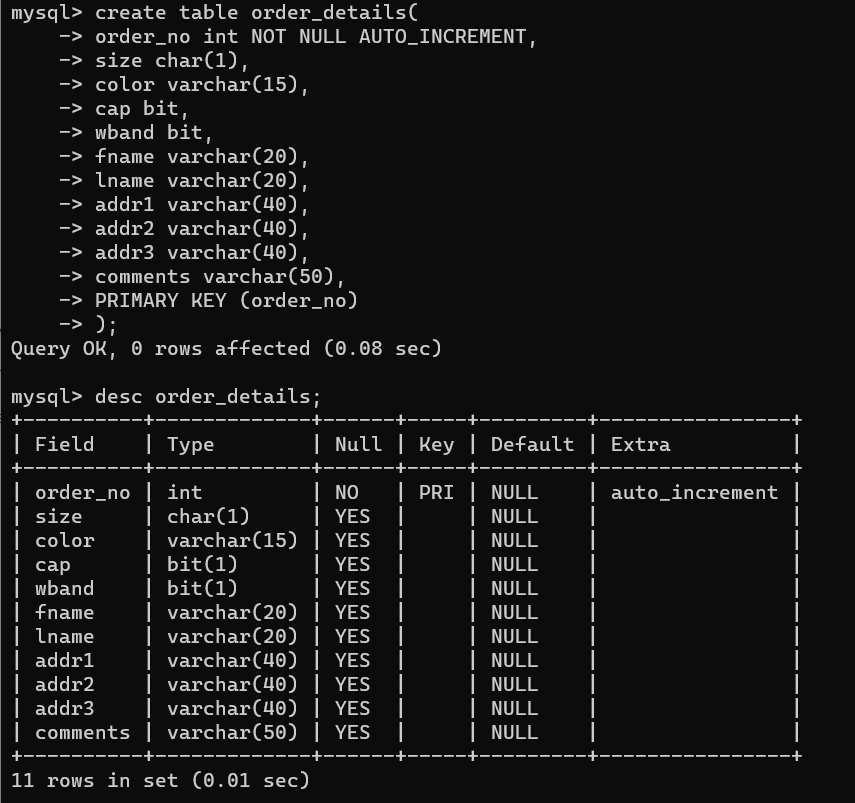 mysql> create table order_details(
    -> order_no int NOT NULL AUTO_INCREMENT,
    -> size char(1),
    -> color varchar(15),
    -> cap bit,
    -> wband bit,
    -> fname varchar(20),
    -> lname varchar(20),
    -> addr1 varchar(40),
    -> addr2 varchar(40),
    -> addr3 varchar(40),
    -> comments varchar(50),
    -> PRIMARY KEY (order_no)
    -> );
Query OK, 0 rows affected (0.08 sec)

mysql> desc order_details;
+----------+-------------+------+-----+---------+----------------+
| Field    | Type        | Null | Key | Default | Extra          |
+----------+-------------+------+-----+---------+----------------+
| order_no | int         | NO   | PRI | NULL    | auto_increment |
| size     | char(1)     | YES  |     | NULL    |                |
| color    | varchar(15) | YES  |     | NULL    |                |
| cap      | bit(1)      | YES  |     | NULL    |                |
| wband    | bit(1)      | YES  |     | NULL    |                |
| fname    | varchar(20) | YES  |     | NULL    |                |
| lname    | varchar(20) | YES  |     | NULL    |                |
| addr1    | varchar(40) | YES  |     | NULL    |                |
| addr2    | varchar(40) | YES  |     | NULL    |                |
| addr3    | varchar(40) | YES  |     | NULL    |                |
| comments | varchar(50) | YES  |     | NULL    |                |
+----------+-------------+------+-----+---------+----------------+
11 rows in set (0.01 sec)